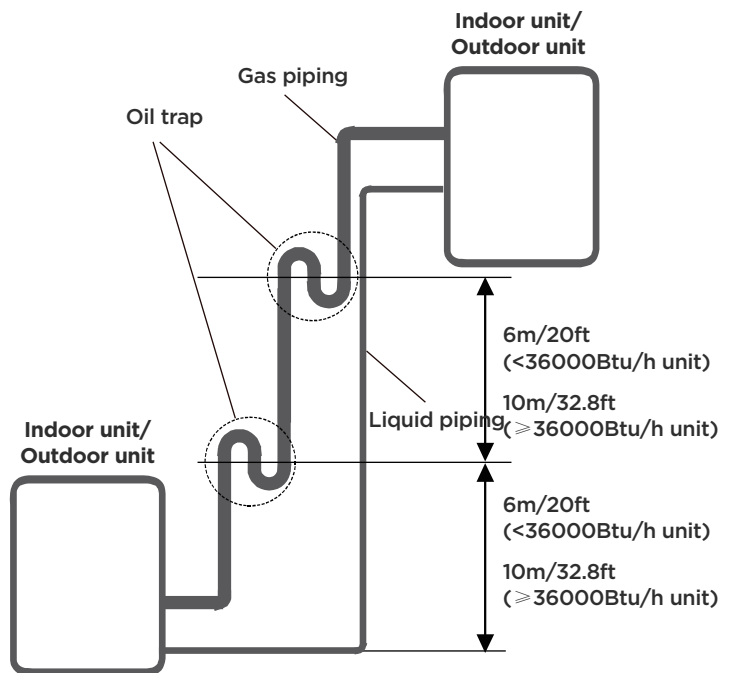 Indoor unit/
Outdoor unit
Gas piping
Oil trap
6m/20ft
(<36000Btu/h unit)
Liquid piping
10m/32.8ft
(⩾36000Btu/h unit)
Indoor unit/
Outdoor unit
6m/20ft
(<36000Btu/h unit)
10m/32.8ft
(⩾36000Btu/h unit)